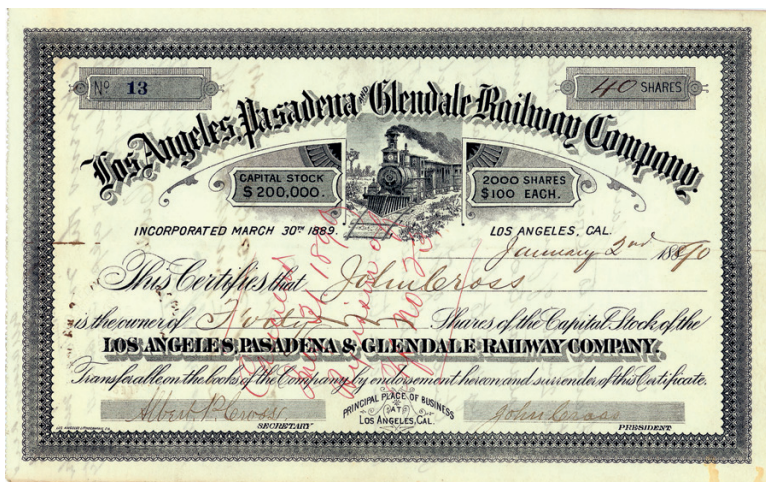 Nº 13
40 SHARES
Los Angeles, Pasadena AND Glendale Railway Company.
CAPITAL STOCK
$200,000.
2000 SHARES
$100 EACH.
INCORPORATED MARCH 30TH 1889.
LOS ANGELES, CAL.
January 2nd 1890
This Certifies that John Cross
is the owner of Forty Shares of the Capital Stock of the
LOS ANGELES, PASADENA & GLENDALE RAILWAY COMPANY.
Transferable on the books of the Company by endorsement hereon and surrender of this Certificate.
Albert P. Cross
SECRETARY
PRINCIPAL PLACE OF BUSINESS
AT
LOS ANGELES, CAL.
John Cross
PRESIDENT